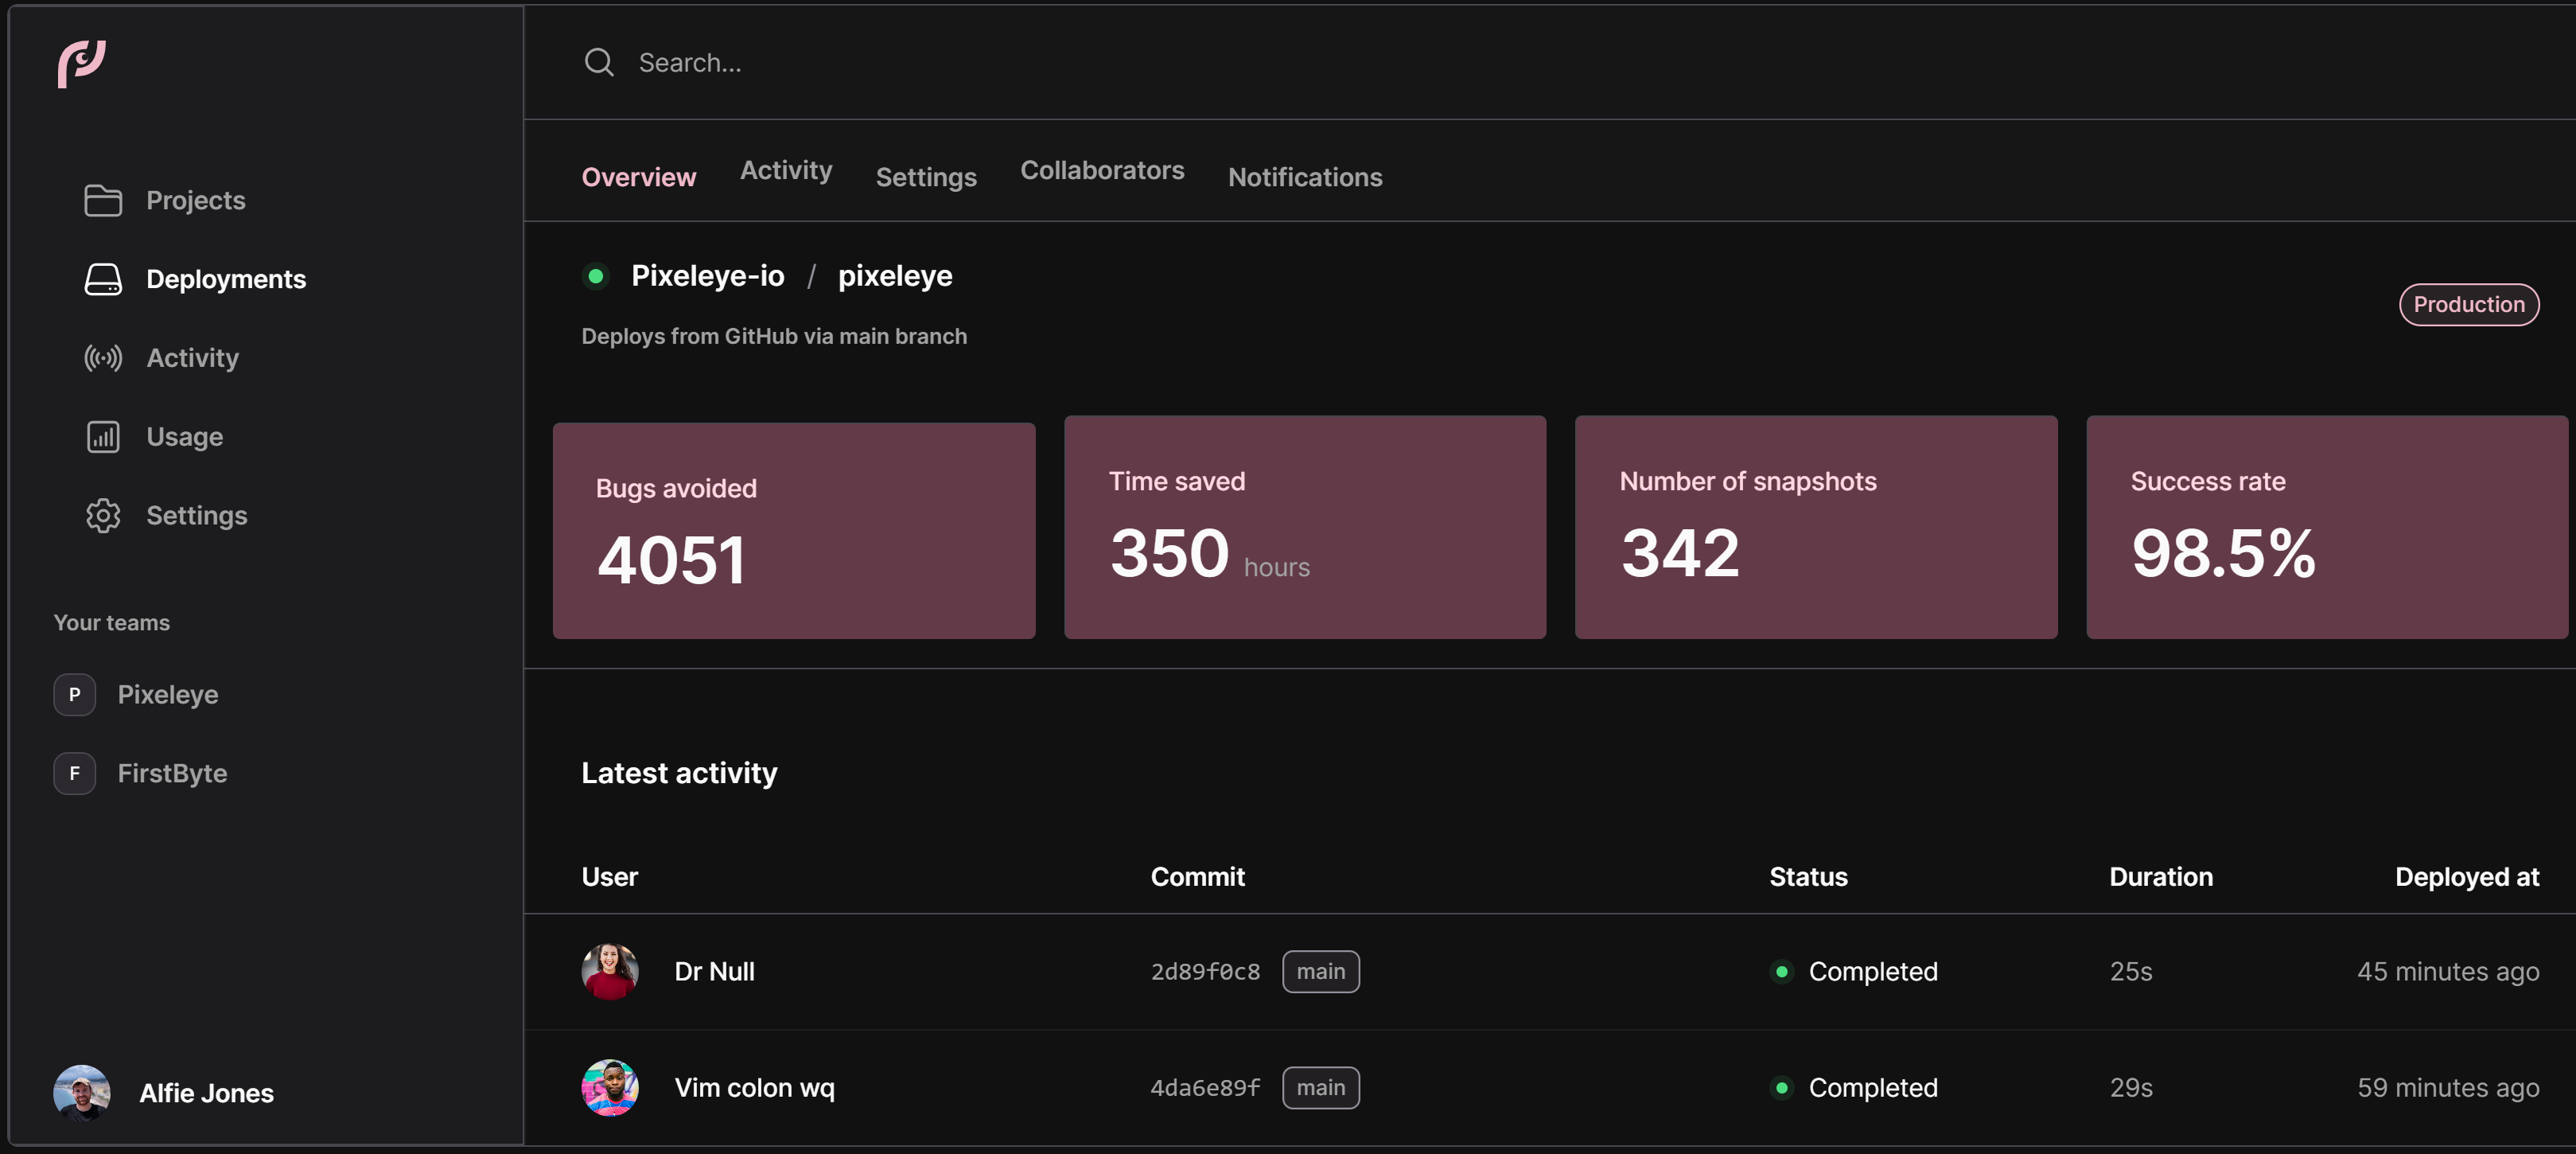 Search...
Projects
Deployments
Activity
Usage
Settings
Your teams
P Pixeleye
F FirstByte
Alfie Jones
Overview Activity Settings Collaborators Notifications
Pixeleye-io / pixeleye
Deploys from GitHub via main branch
Production
Bugs avoided
4051
Time saved
350 hours
Number of snapshots
342
Success rate
98.5%
Latest activity
User Commit Status Duration Deployed at
Dr Null 2d89f0c8 main Completed 25s 45 minutes ago
Vim colon wq 4da6e89f main Completed 29s 59 minutes ago